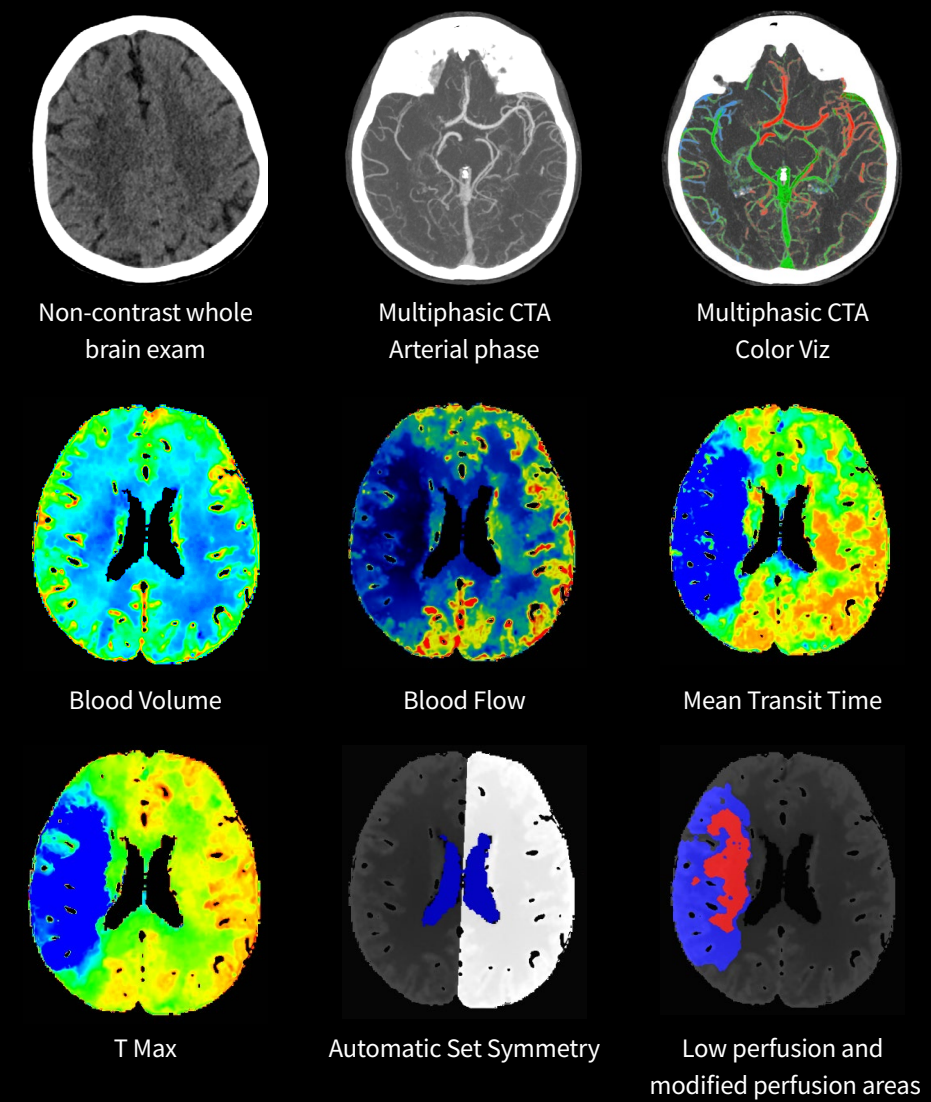 Non-contrast whole
brain exam
Multiphasic CTA
Arterial phase
Multiphasic CTA
Color Viz
Blood Volume
Blood Flow
Mean Transit Time
T Max
Automatic Set Symmetry
Low perfusion and
modified perfusion areas